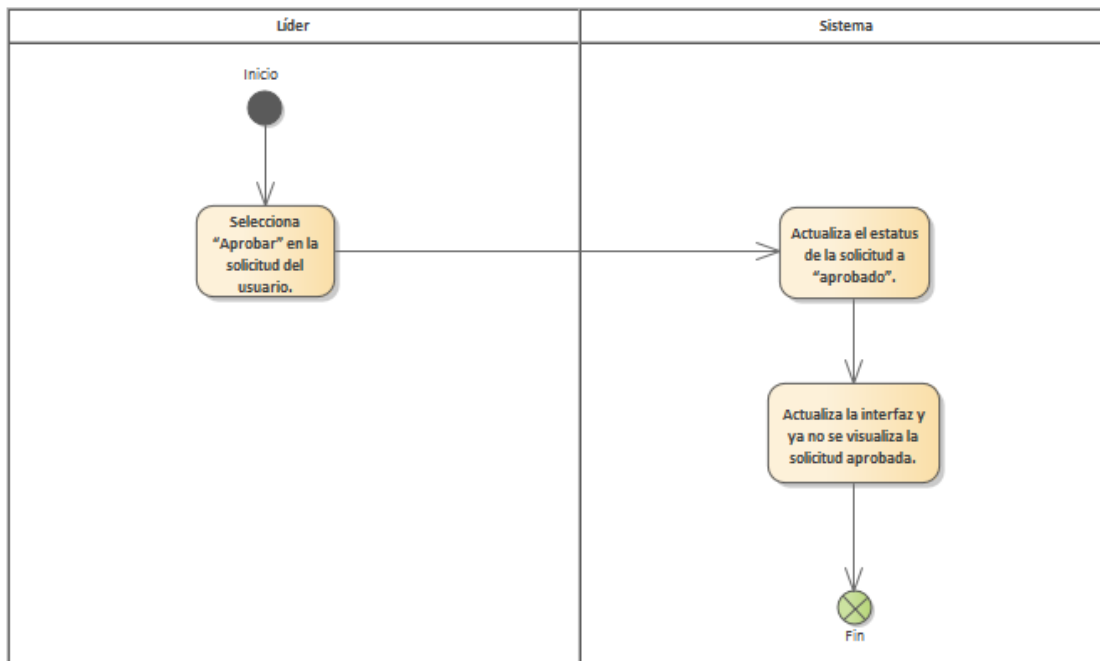 Líder
Sistema
Inicio
Selecciona
“Aprobar” en la
solicitud del
usuario.
Actualiza el estatus
de la solicitud a
“aprobado”.
Actualiza la interfaz y
ya no se visualiza la
solicitud aprobada.
Fin